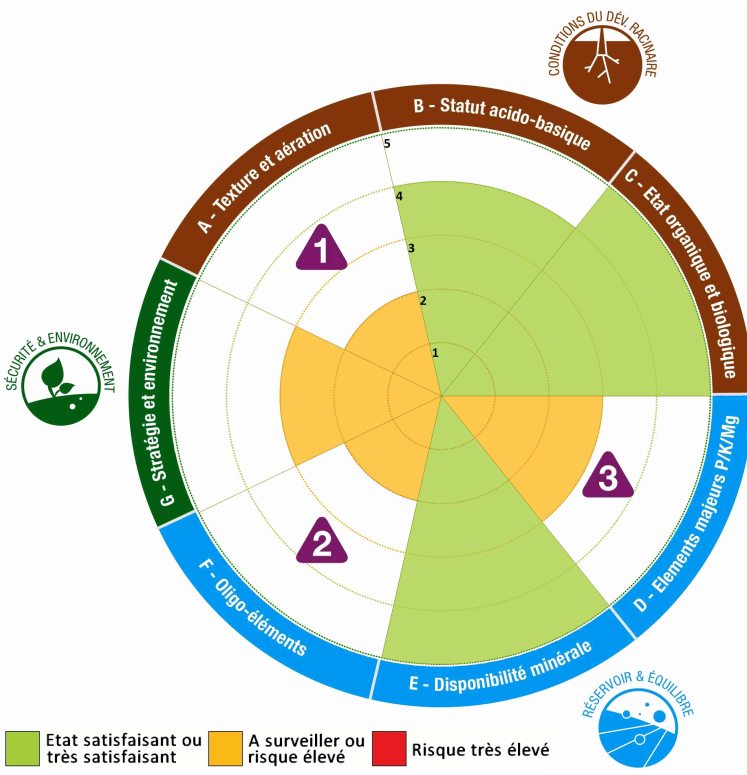 CONDITIONS DU DÉV. RACINAIRE
B - Statut acido-basique
A - Texture et aération
C - Etat organique et biologique
5
4
3
2
1
1
SÉCURITÉ & ENVIRONNEMENT
G - Stratégie et environnement
3
2
D - Elements majeurs P/K/Mg
F - Oligo-éléments
E - Disponibilité minérale
RÉSERVOIR & ÉQUILIBRE
Etat satisfaisant ou
très satisfaisant
A surveiller ou
risque élevé
Risque très élevé